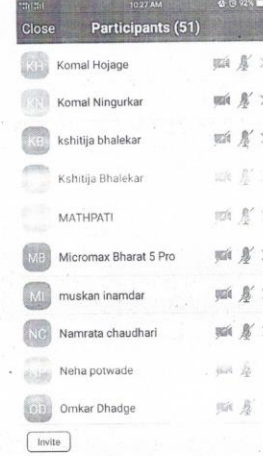 10:27 AM 92%
Close Participants (51)
KH Komal Hojage
KN Komal Ningurkar
KB kshitija bhalekar
Kshitija Bhalekar
MATHPATI
MB Micromax Bharat 5 Pro
MI muskan inamdar
NC Namrata chaudhari
Neha potwade
OD Omkar Dhadge
Invite